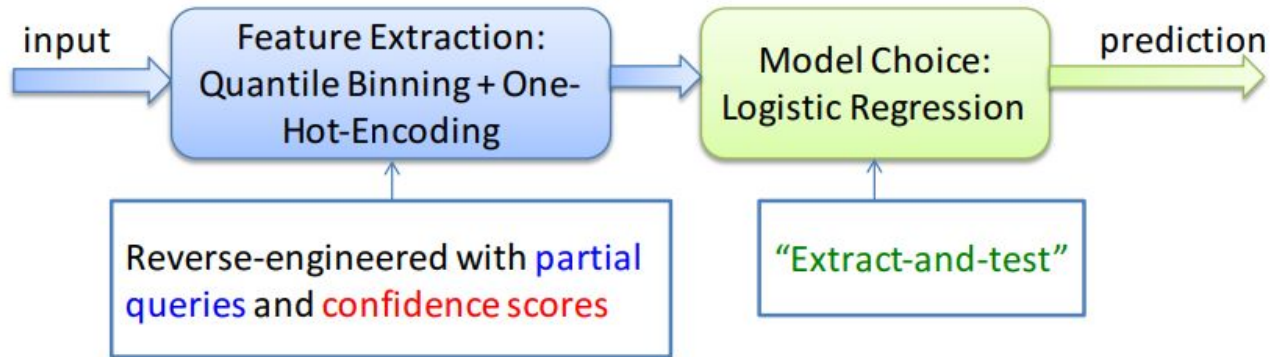 input
Feature Extraction:
Quantile Binning + One-
Hot-Encoding
Model Choice:
Logistic Regression
prediction
Reverse-engineered with partial
queries and confidence scores
“Extract-and-test”